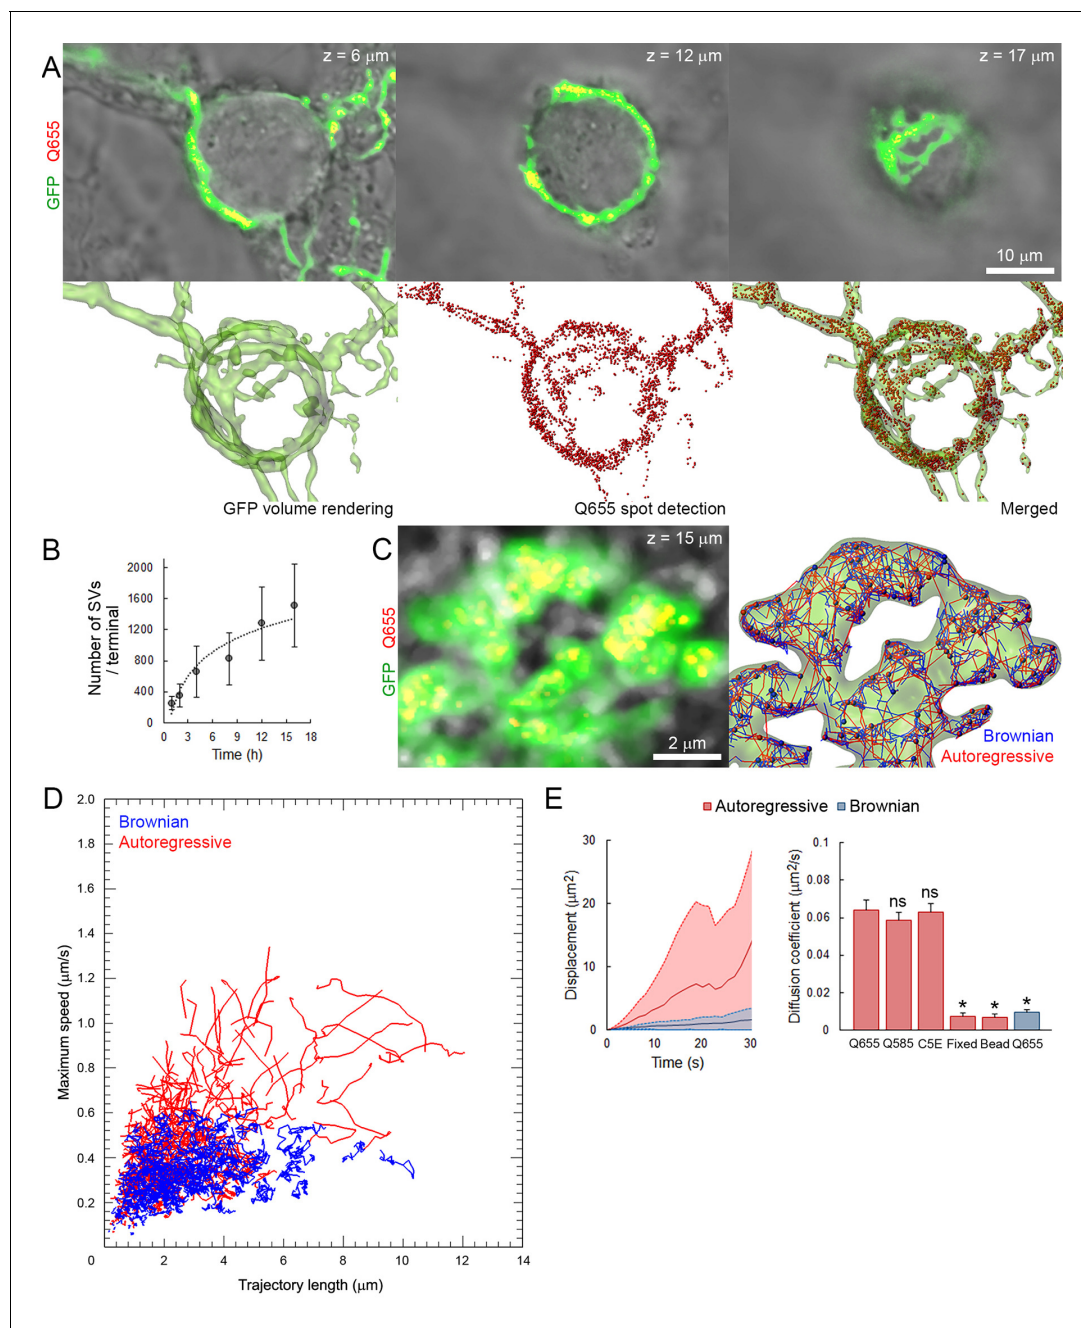 A
GFP Q655
z = 6 μm
z = 12 μm
z = 17 μm
10 μm
GFP volume rendering
Q655 spot detection
Merged
B
Number of SVs
/ terminal
2000
1600
1200
800
400
0
0 3 6 9 12 15 18
Time (h)
C
GFP Q655
z = 15 μm
2 μm
Brownian
Autoregressive
D
Brownian
Autoregressive
Maximum speed (μm/s)
2.0
1.8
1.6
1.4
1.2
1.0
0.8
0.6
0.4
0.2
0 2 4 6 8 10 12 14
Trajectory length (μm)
E
Autoregressive Brownian
Displacement (μm²)
30
20
10
0
0 10 20 30
Time (s)
Diffusion coefficient (μm²/s)
0.1
0.08
0.06
0.04
0.02
0
ns ns * * *
Q655 Q585 C5E Fixed Bead Q655